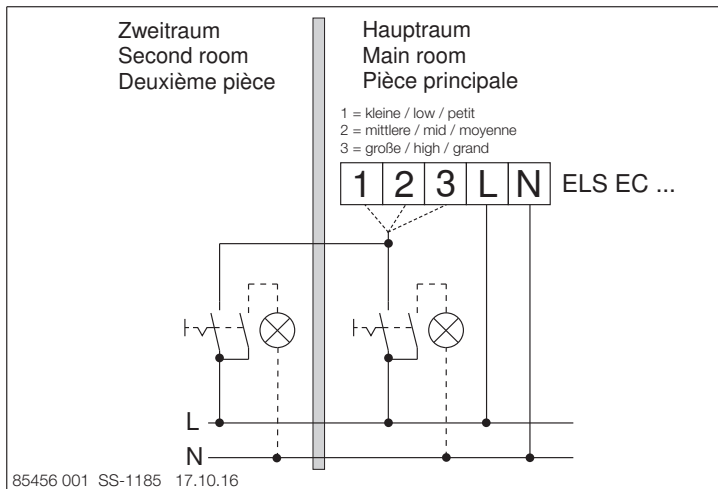 Zweitraum
Second room
Deuxième pièce
Hauptraum
Main room
Pièce principale
1 = kleine / low / petit
2 = mittlere / mid / moyenne
3 = große / high / grand
1 2 3 L N ELS EC ...
L
N
85456 001 SS-1185 17.10.16